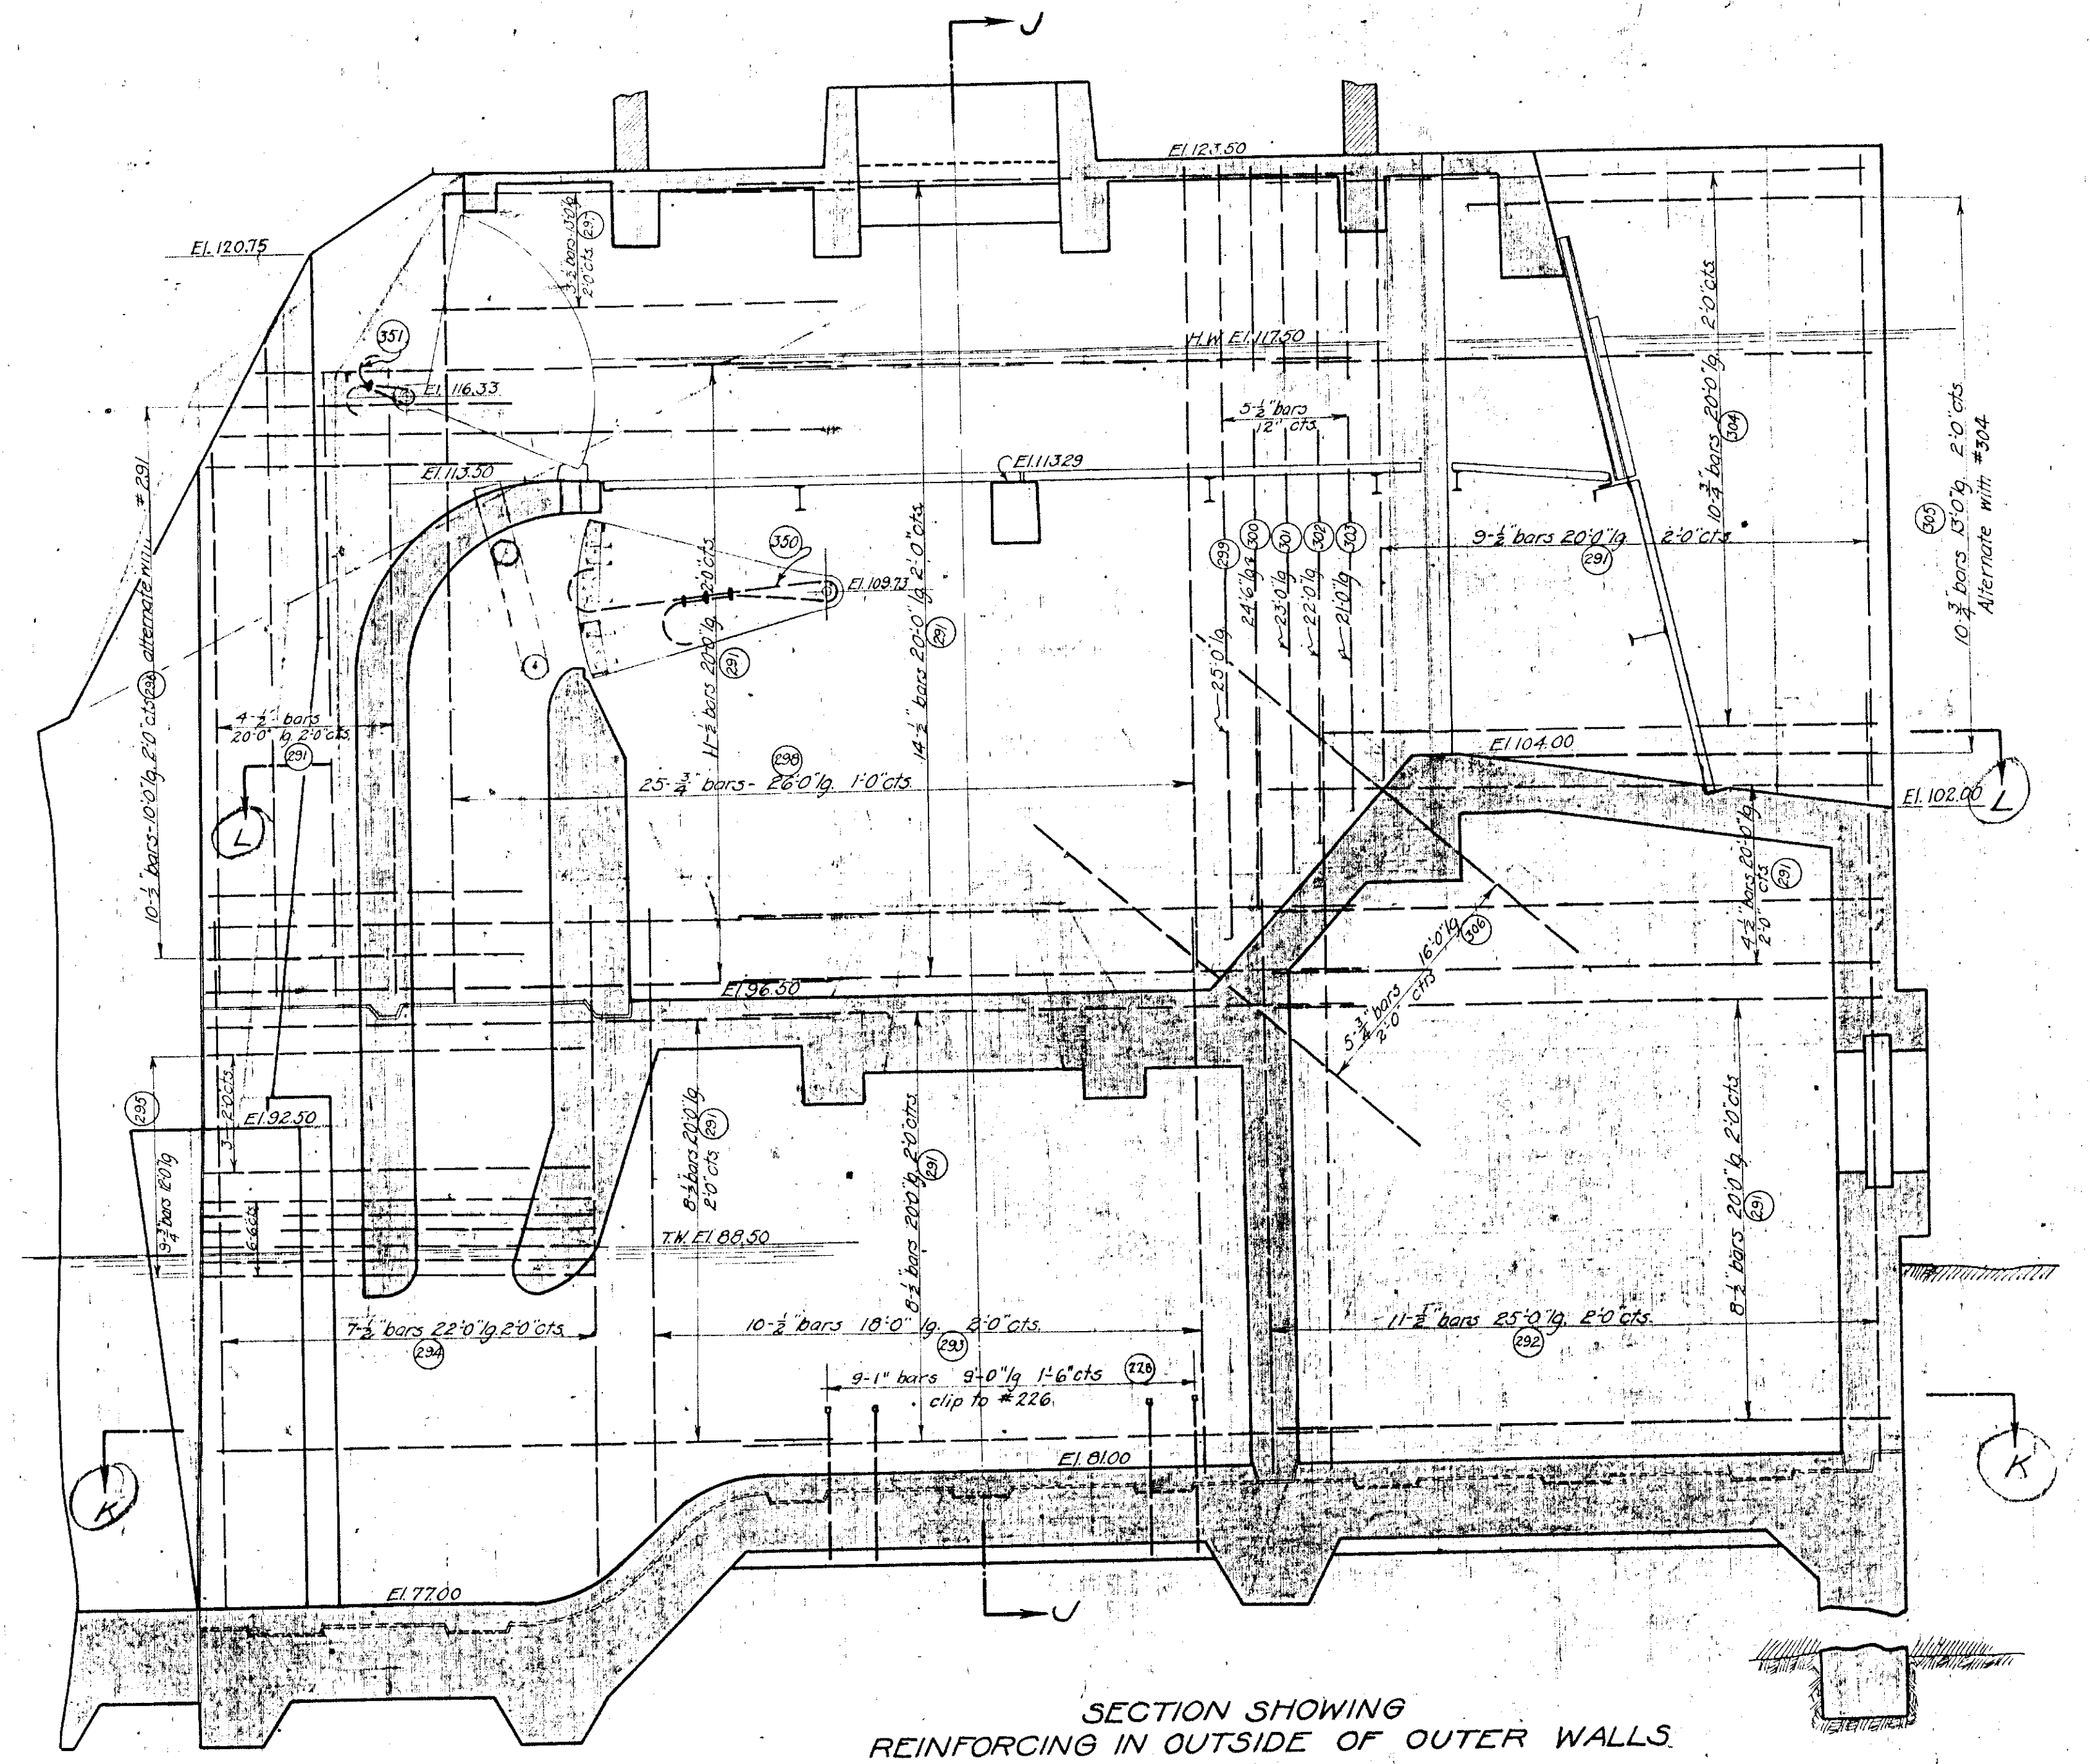 J
El. 123.50
El. 120.75
3-½" bars 13'-0" lg.
2'-0" cts.
297
351
El. 116.33
H.W. El. 117.50
5-½" bars
12" cts.
10-¾" bars 20'-0" lg. 2'-0" cts.
304
10-¾" bars 13'-0" lg. 2'-0" cts.
Alternate with #304
305
El. 113.50
El. 113.29
350
El. 109.73
299
300
301
302
303
25'-0" lg.
24'-6" lg.
23'-0" lg.
22'-0" lg.
21'-0" lg.
9-½" bars 20'-0" lg. 2'-0" cts.
291
10-½" bars-10'-0" lg. 2'-0" cts. 296 alternate with #291
4-½" bars
20'-0" lg. 2'-0" cts.
291
11-½" bars 20'-0" lg. 2'-0" cts.
291
14-½" bars 20'-0" lg. 2'-0" cts.
291
298
25-¾" bars- 26'-0" lg. 1'-0" cts.
El. 104.00
El. 102.00
L
L
4-½" bars 20'-0" lg.
2'-0" cts.
291
5-¾" bars 16'-0" lg.
2'-0" ctrs
306
El. 96.50
295
9-¾" bars 12'-0" lg
3-2'-0" cts.
6-6" cts.
El. 92.50
8-½" bars 20'-0" lg.
2'-0" cts.
291
8-½" bars 20'-0" lg. 2'-0" ctrs.
291
8-½" bars 20'-0" lg. 2'-0" cts.
291
T.W. El. 88.50
7-½" bars 22'-0" lg. 2'-0" cts.
294
10-½" bars 18'-0" lg. 2'-0" cts.
293
11-½" bars 25'-0" lg. 2'-0" cts.
292
9-1" bars 9'-0" lg 1'-6" cts
clip to #226.
K
K
El. 81.00
El. 77.00
J
SECTION SHOWING
REINFORCING IN OUTSIDE OF OUTER WALLS.